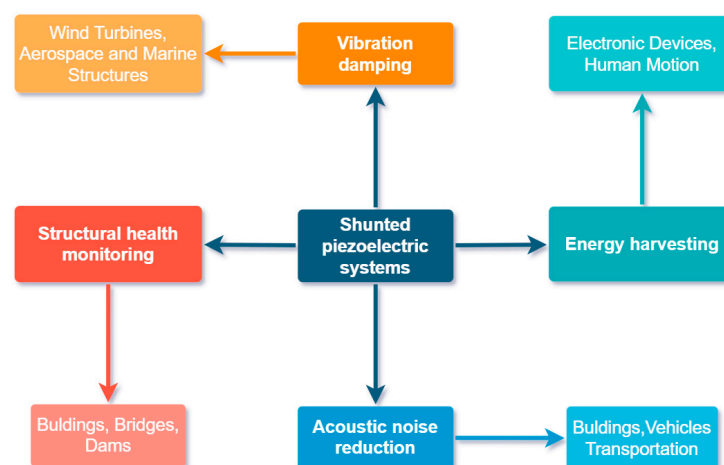 Wind Turbines,
Aerospace and Marine
Structures
Vibration
damping
Electronic Devices,
Human Motion
Structural health
monitoring
Shunted
piezoelectric
systems
Energy harvesting
Buldings, Bridges,
Dams
Acoustic noise
reduction
Buldings,Vehicles
Transportation